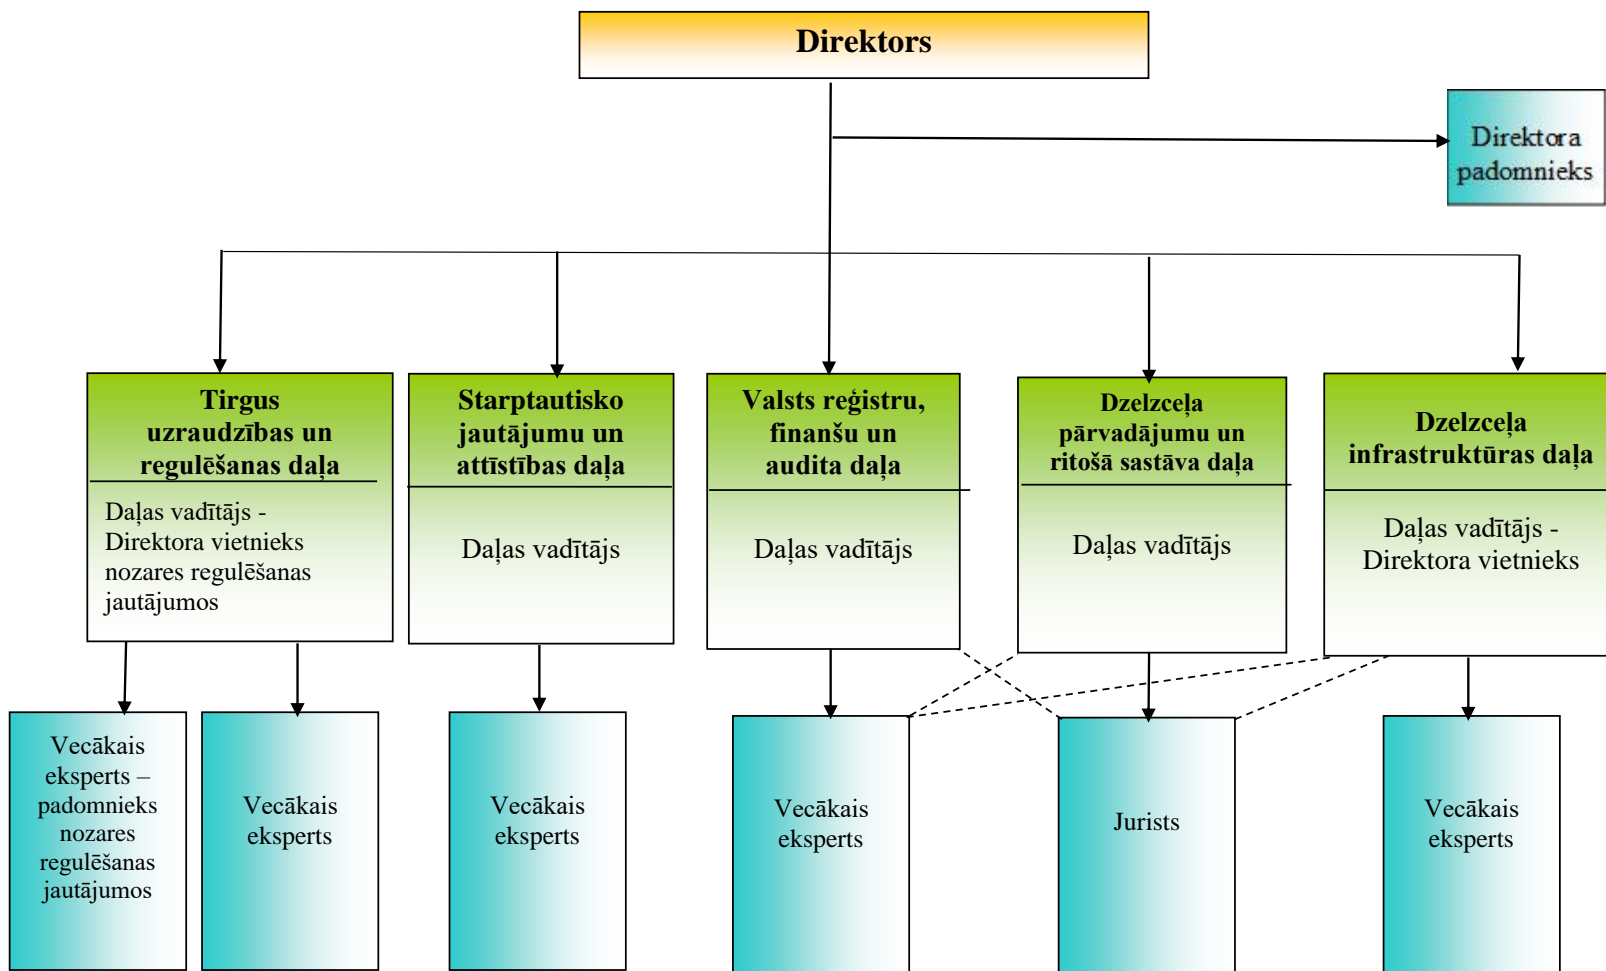 Direktors
Direktora
padomnieks
Tirgus
uzraudzības un
regulēšanas daļa
Daļas vadītājs -
Direktora vietnieks
nozares regulēšanas
jautājumos
Starptautisko
jautājumu un
attīstības daļa
Daļas vadītājs
Valsts reģistru,
finanšu un
audita daļa
Daļas vadītājs
Dzelzceļa
pārvadājumu un
ritošā sastāva daļa
Daļas vadītājs
Dzelzceļa
infrastruktūras daļa
Daļas vadītājs -
Direktora vietnieks
Vecākais
eksperts –
padomnieks
nozares
regulēšanas
jautājumos
Vecākais
eksperts
Vecākais
eksperts
Vecākais
eksperts
Jurists
Vecākais
eksperts